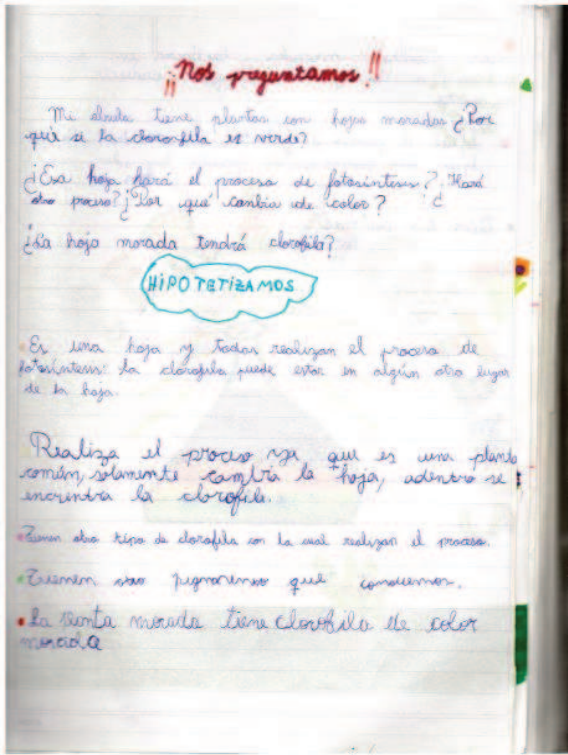 ¡¡Nos preguntamos!!
Mi abuela tiene plantas con hojas moradas ¿Por
qué si la clorofila es verde?
¿Esa hoja hará el proceso de fotosíntesis? ¿Hará
otro proceso? ¿Por qué cambia de color?
¿La hoja morada tendrá clorofila?
HIPOTETIZAMOS
Es una hoja y todas realizan el proceso de
fotosíntesis: la clorofila puede estar en algún otro lugar
de la hoja.
Realiza el proceso ya que es una planta
común, solamente cambia la hoja, adentro se
encuentra la clorofila.
Tienen otro tipo de clorofila con la cual realizan el proceso.
Tienen otro que conocemos.
La morada tiene clorofila de color
morada